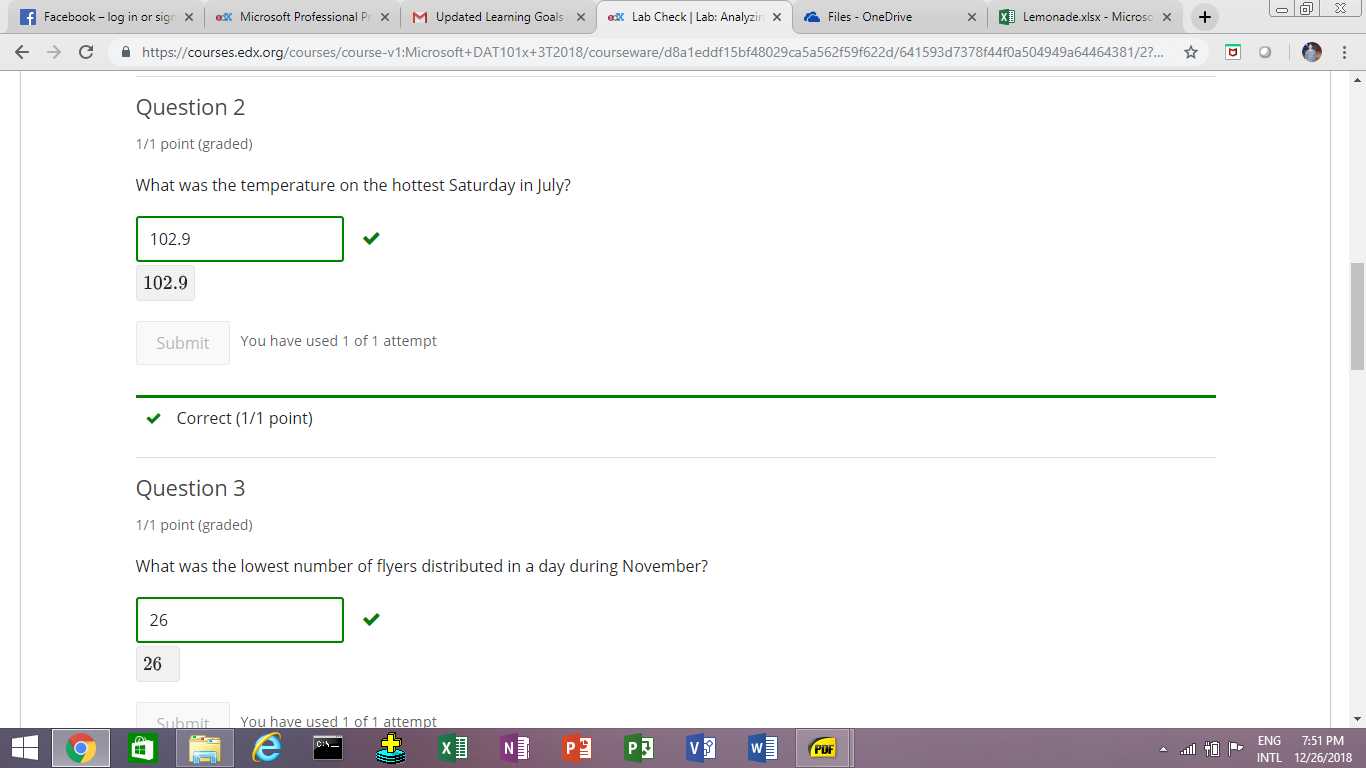 Facebook – log in or sign
Microsoft Professional Pr
Updated Learning Goals
Lab Check | Lab: Analyzin
Files - OneDrive
Lemonade.xlsx - Microso
https://courses.edx.org/courses/course-v1:Microsoft+DAT101x+3T2018/courseware/d8a1eddf15bf48029ca5a562f59f622d/641593d7378f44f0a504949a64464381/2?...
Question 2
1/1 point (graded)
What was the temperature on the hottest Saturday in July?
102.9
102.9
Submit You have used 1 of 1 attempt
Correct (1/1 point)
Question 3
1/1 point (graded)
What was the lowest number of flyers distributed in a day during November?
26
26
Submit You have used 1 of 1 attempt
ENG 7:51 PM
INTL 12/26/2018